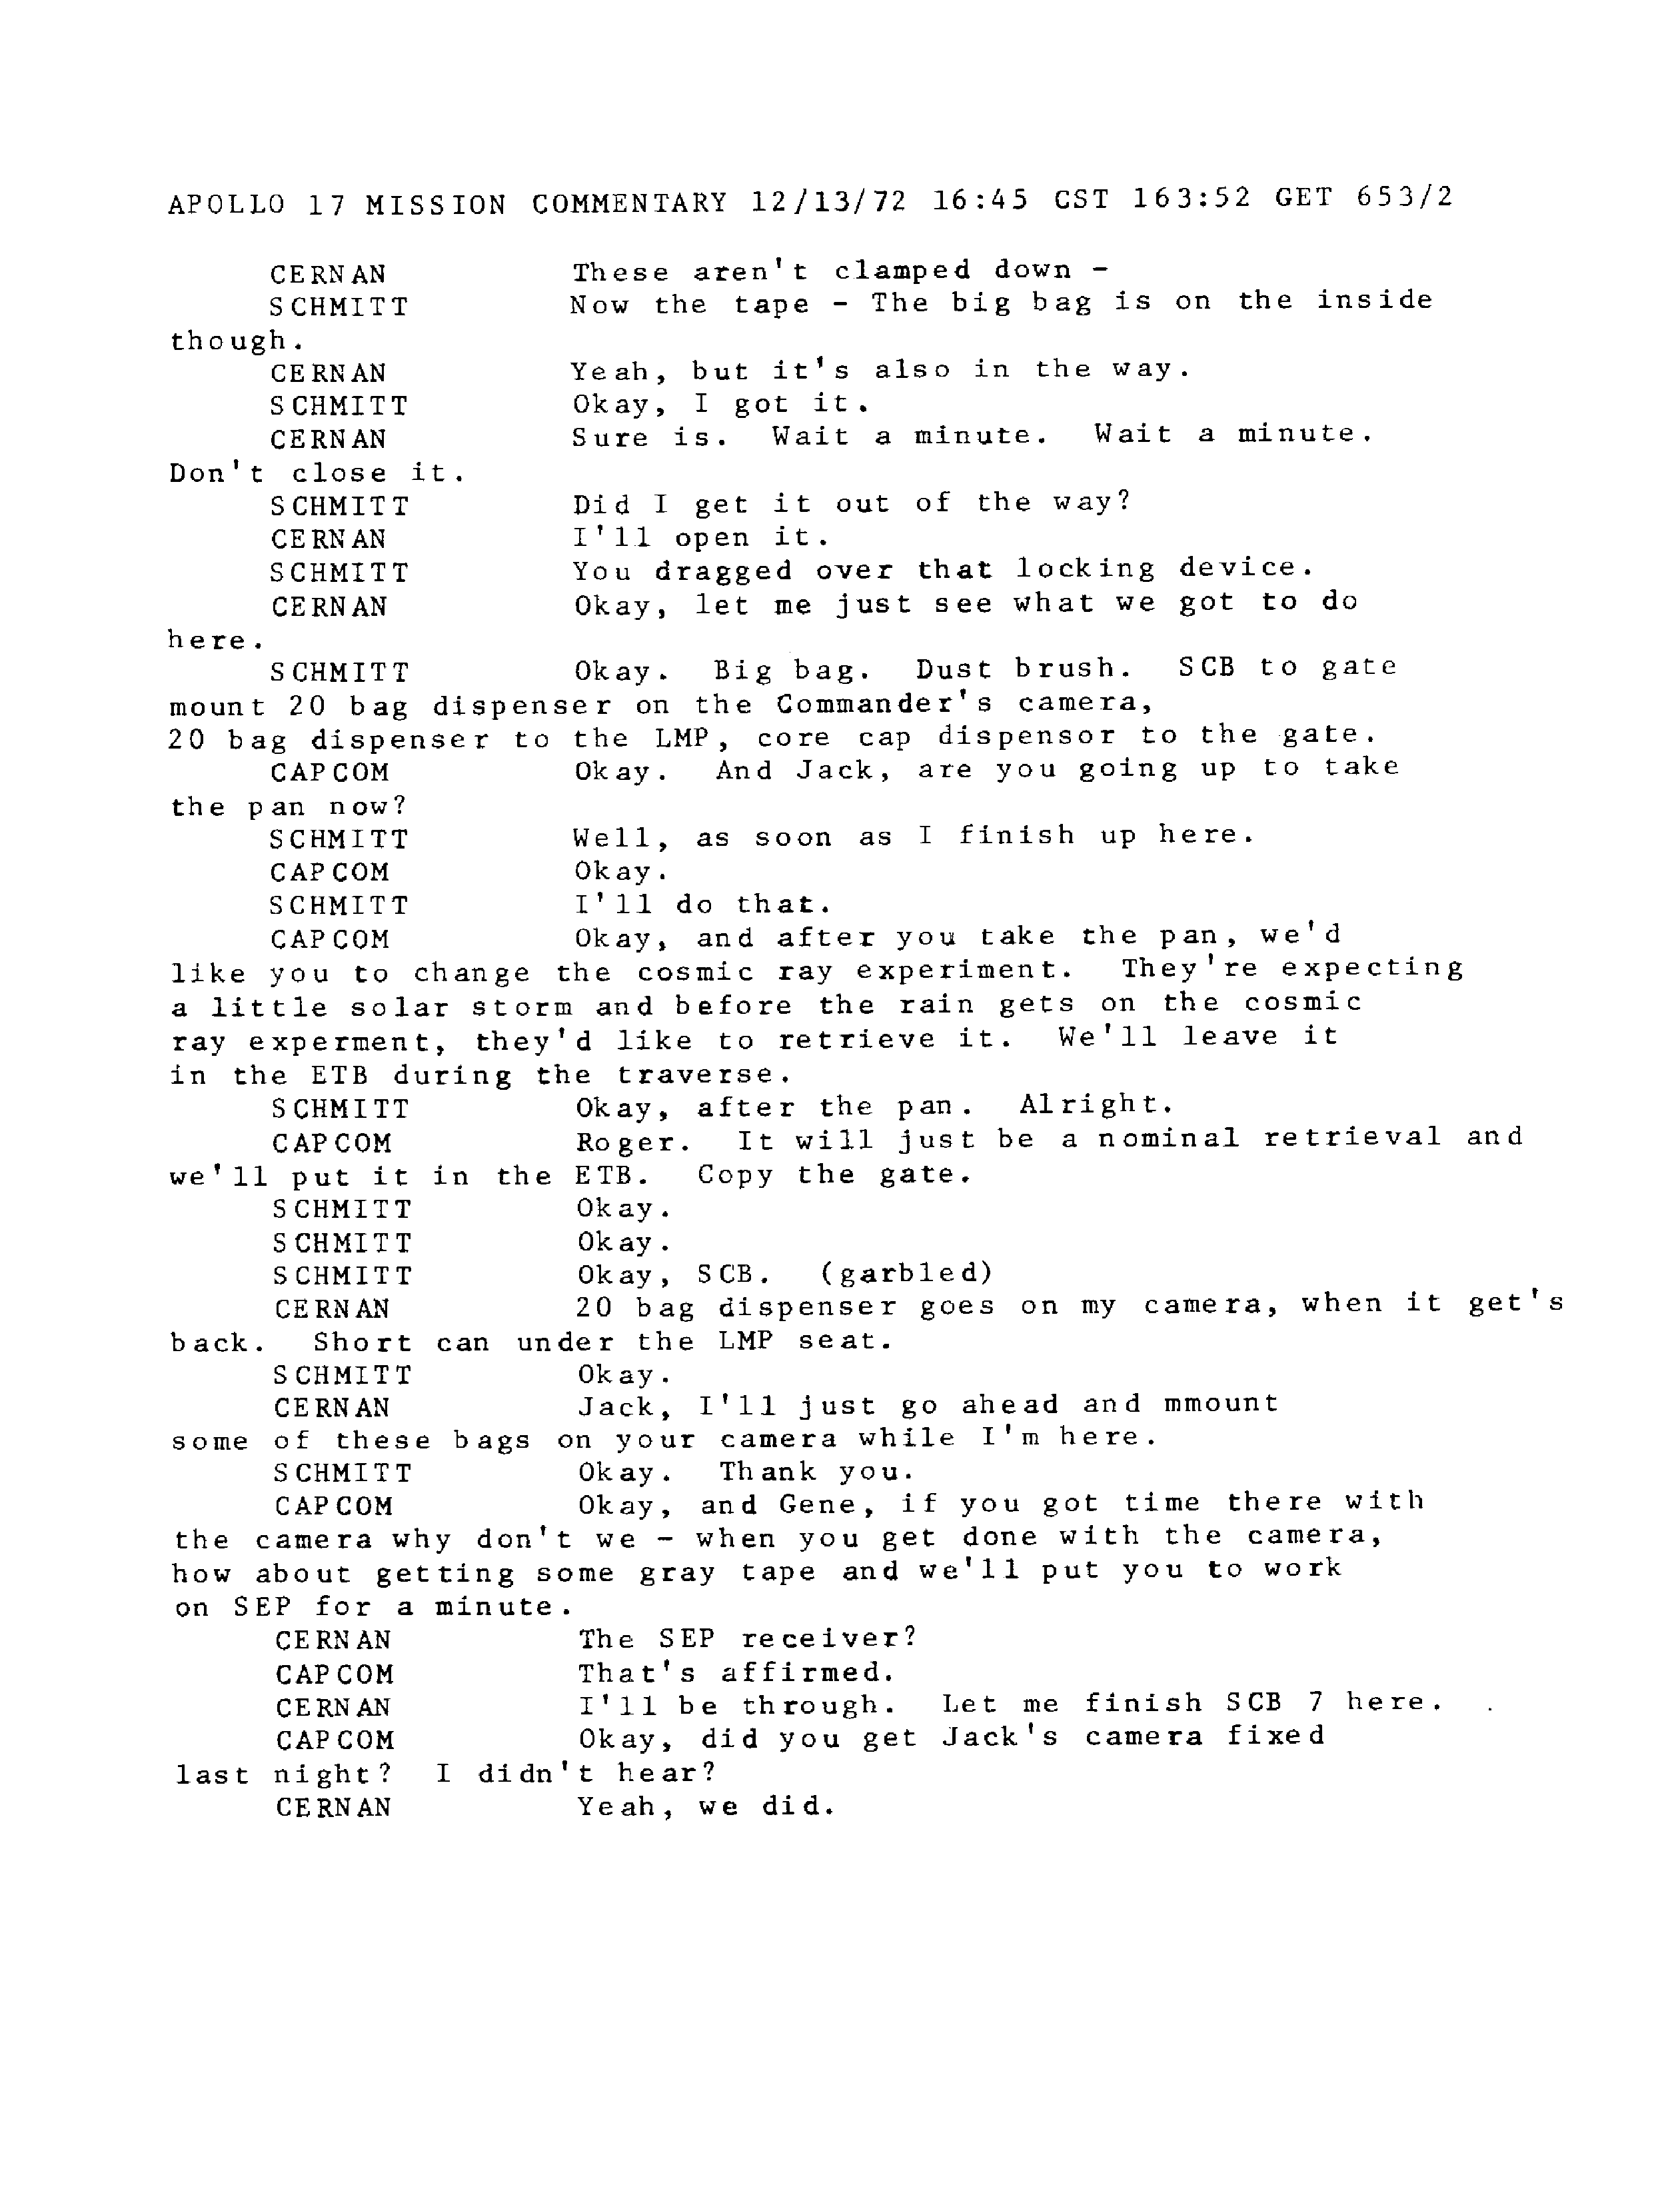 APOLLO 17 MISSION COMMENTARY 12/13/72 16:45 CST 163:52 GET 653/2
CERNAN These aren't clamped down -
SCHMITT Now the tape - The big bag is on the inside
though.
CERNAN Yeah, but it's also in the way.
SCHMITT Okay, I got it.
CERNAN Sure is. Wait a minute. Wait a minute.
Don't close it.
SCHMITT Did I get it out of the way?
CERNAN I'll open it.
SCHMITT You dragged over that locking device.
CERNAN Okay, let me just see what we got to do
here.
SCHMITT Okay. Big bag. Dust brush. SCB to gate
mount 20 bag dispenser on the Commander's camera,
20 bag dispenser to the LMP, core cap dispensor to the gate.
CAPCOM Okay. And Jack, are you going up to take
the pan now?
SCHMITT Well, as soon as I finish up here.
CAPCOM Okay.
SCHMITT I'll do that.
CAPCOM Okay, and after you take the pan, we'd
like you to change the cosmic ray experiment. They're expecting
a little solar storm and before the rain gets on the cosmic
ray experment, they'd like to retrieve it. We'll leave it
in the ETB during the traverse.
SCHMITT Okay, after the pan. Alright.
CAPCOM Roger. It will just be a nominal retrieval and
we'll put it in the ETB. Copy the gate.
SCHMITT Okay.
SCHMITT Okay.
SCHMITT Okay, SCB. (garbled)
CERNAN 20 bag dispenser goes on my camera, when it get's
back. Short can under the LMP seat.
SCHMITT Okay.
CERNAN Jack, I'll just go ahead and mmount
some of these bags on your camera while I'm here.
SCHMITT Okay. Thank you.
CAPCOM Okay, and Gene, if you got time there with
the camera why don't we - when you get done with the camera,
how about getting some gray tape and we'll put you to work
on SEP for a minute.
CERNAN The SEP receiver?
CAPCOM That's affirmed.
CERNAN I'll be through. Let me finish SCB 7 here.
CAPCOM Okay, did you get Jack's camera fixed
last night? I didn't hear?
CERNAN Yeah, we did.